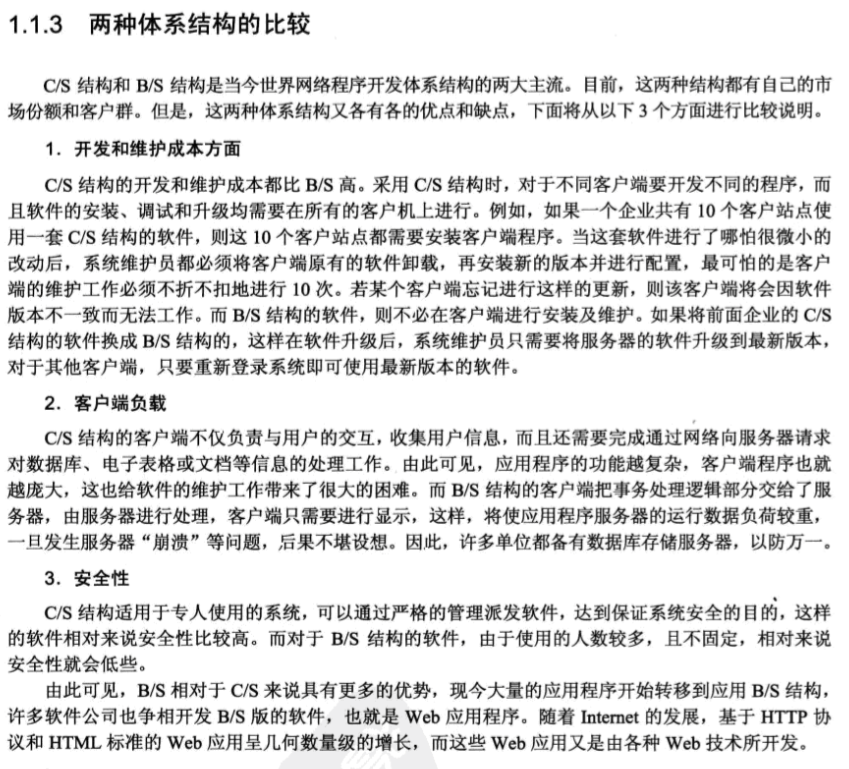 1.1.3 两种体系结构的比较
C/S 结构和 B/S 结构是当今世界网络程序开发体系结构的两大主流。目前，这两种结构都有自己的市
场份额和客户群。但是，这两种体系结构又各有各的优点和缺点，下面将从以下 3 个方面进行比较说明。
1．开发和维护成本方面
C/S 结构的开发和维护成本都比 B/S 高。采用 C/S 结构时，对于不同客户端要开发不同的程序，而
且软件的安装、调试和升级均需要在所有的客户机上进行。例如，如果一个企业共有 10 个客户站点使
用一套 C/S 结构的软件，则这 10 个客户站点都需要安装客户端程序。当这套软件进行了哪怕很微小的
改动后，系统维护员都必须将客户端原有的软件卸载，再安装新的版本并进行配置，最可怕的是客户
端的维护工作必须不折不扣地进行 10 次。若某个客户端忘记进行这样的更新，则该客户端将会因软件
版本不一致而无法工作。而 B/S 结构的软件，则不必在客户端进行安装及维护。如果将前面企业的 C/S
结构的软件换成 B/S 结构的，这样在软件升级后，系统维护员只需要将服务器的软件升级到最新版本，
对于其他客户端，只要重新登录系统即可使用最新版本的软件。
2．客户端负载
C/S 结构的客户端不仅负责与用户的交互，收集用户信息，而且还需要完成通过网络向服务器请求
对数据库、电子表格或文档等信息的处理工作。由此可见，应用程序的功能越复杂，客户端程序也就
越庞大，这也给软件的维护工作带来了很大的困难。而 B/S 结构的客户端把事务处理逻辑部分交给了服
务器，由服务器进行处理，客户端只需要进行显示，这样，将使应用程序服务器的运行数据负荷较重，
一旦发生服务器“崩溃”等问题，后果不堪设想。因此，许多单位都备有数据库存储服务器，以防万一。
3．安全性
C/S 结构适用于专人使用的系统，可以通过严格的管理派发软件，达到保证系统安全的目的，这样
的软件相对来说安全性比较高。而对于 B/S 结构的软件，由于使用的人数较多，且不固定，相对来说
安全性就会低些。
由此可见，B/S 相对于 C/S 来说具有更多的优势，现今大量的应用程序开始转移到应用 B/S 结构，
许多软件公司也争相开发 B/S 版的软件，也就是 Web 应用程序。随着 Internet 的发展，基于 HTTP 协
议和 HTML 标准的 Web 应用呈几何数量级的增长，而这些 Web 应用又是由各种 Web 技术所开发。